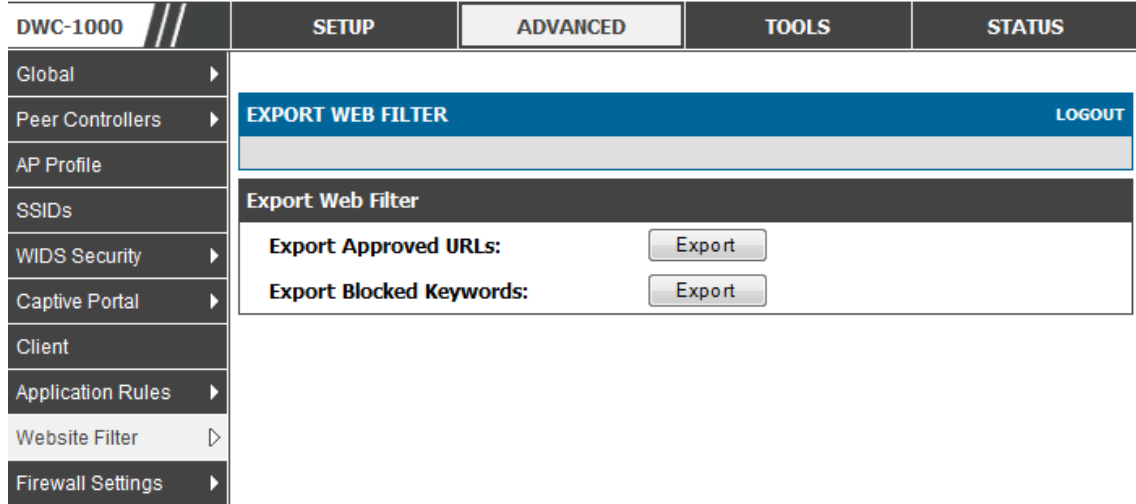 DWC-1000
SETUP
ADVANCED
TOOLS
STATUS
Global
Peer Controllers
AP Profile
SSIDs
WIDS Security
Captive Portal
Client
Application Rules
Website Filter
Firewall Settings
EXPORT WEB FILTER LOGOUT
Export Web Filter
Export Approved URLs: Export
Export Blocked Keywords: Export